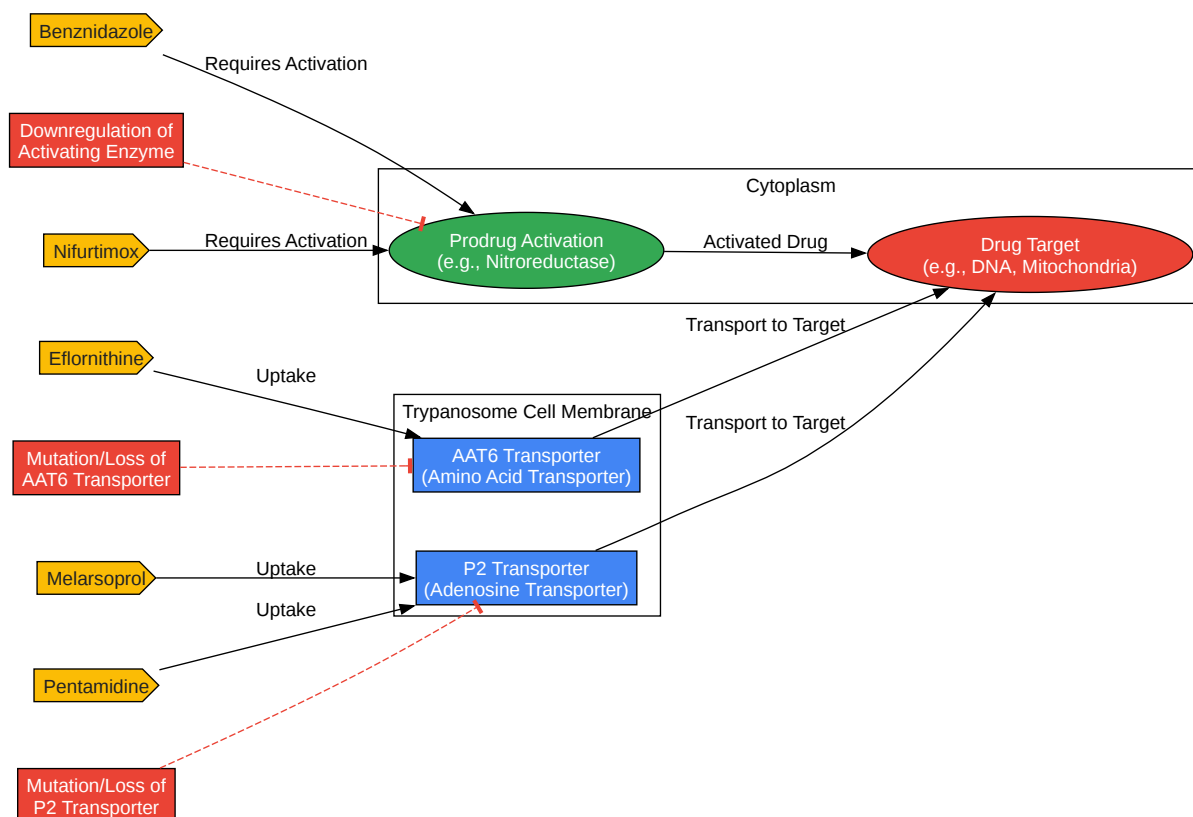 Benznidazole
Requires Activation
Downregulation of
Activating Enzyme
Cytoplasm
Nifurtimox
Requires Activation
Prodrug Activation
(e.g., Nitroreductase)
Activated Drug
Drug Target
(e.g., DNA, Mitochondria)
Transport to Target
Eflornithine
Uptake
Trypanosome Cell Membrane
Transport to Target
Mutation/Loss of
AAT6 Transporter
AAT6 Transporter
(Amino Acid Transporter)
Melarsoprol
Uptake
P2 Transporter
(Adenosine Transporter)
Uptake
Pentamidine
Mutation/Loss of
P2 Transporter